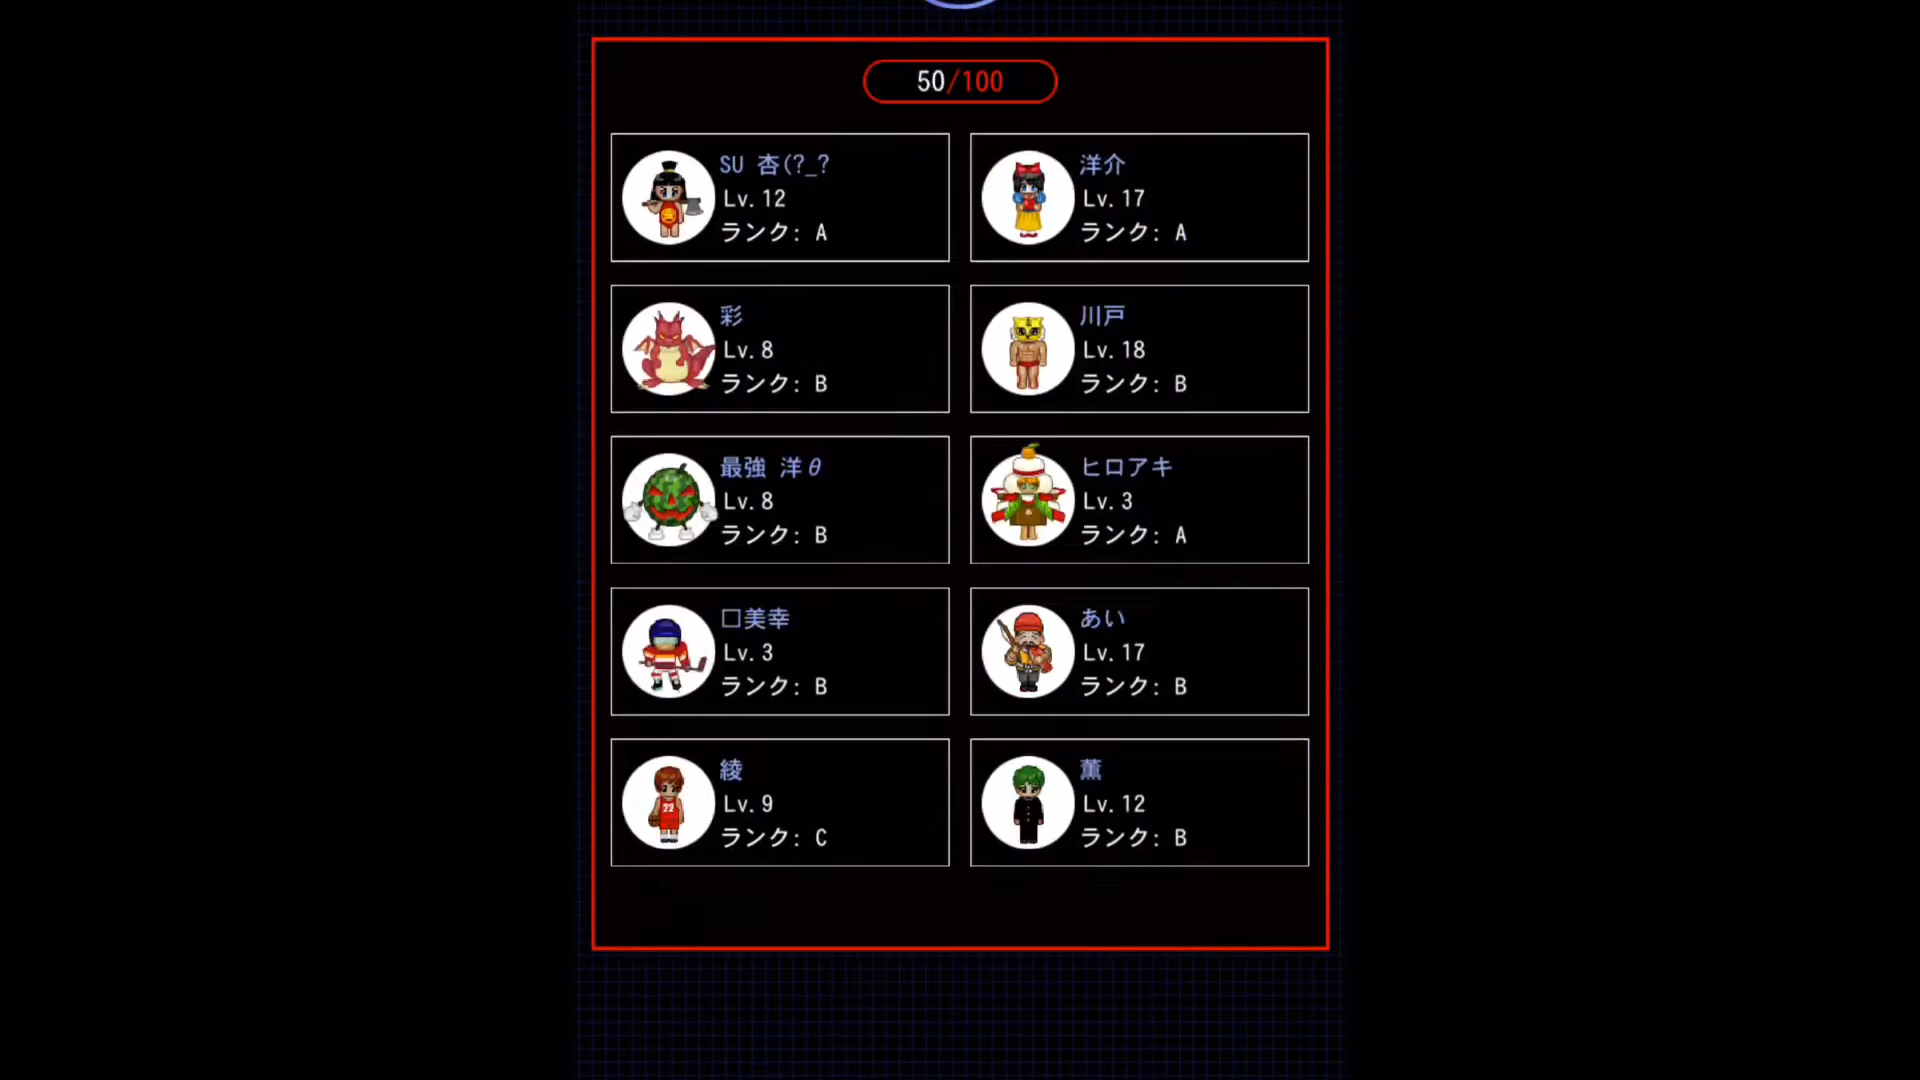 50/100
SU 杏(?_?
Lv.12
ランク: A
洋介
Lv.17
ランク: A
彩
Lv.8
ランク: B
川戸
Lv.18
ランク: B
最強 洋θ
Lv.8
ランク: B
ヒロアキ
Lv.3
ランク: A
□美幸
Lv.3
ランク: B
あい
Lv.17
ランク: B
綾
Lv.9
ランク: C
薫
Lv.12
ランク: B